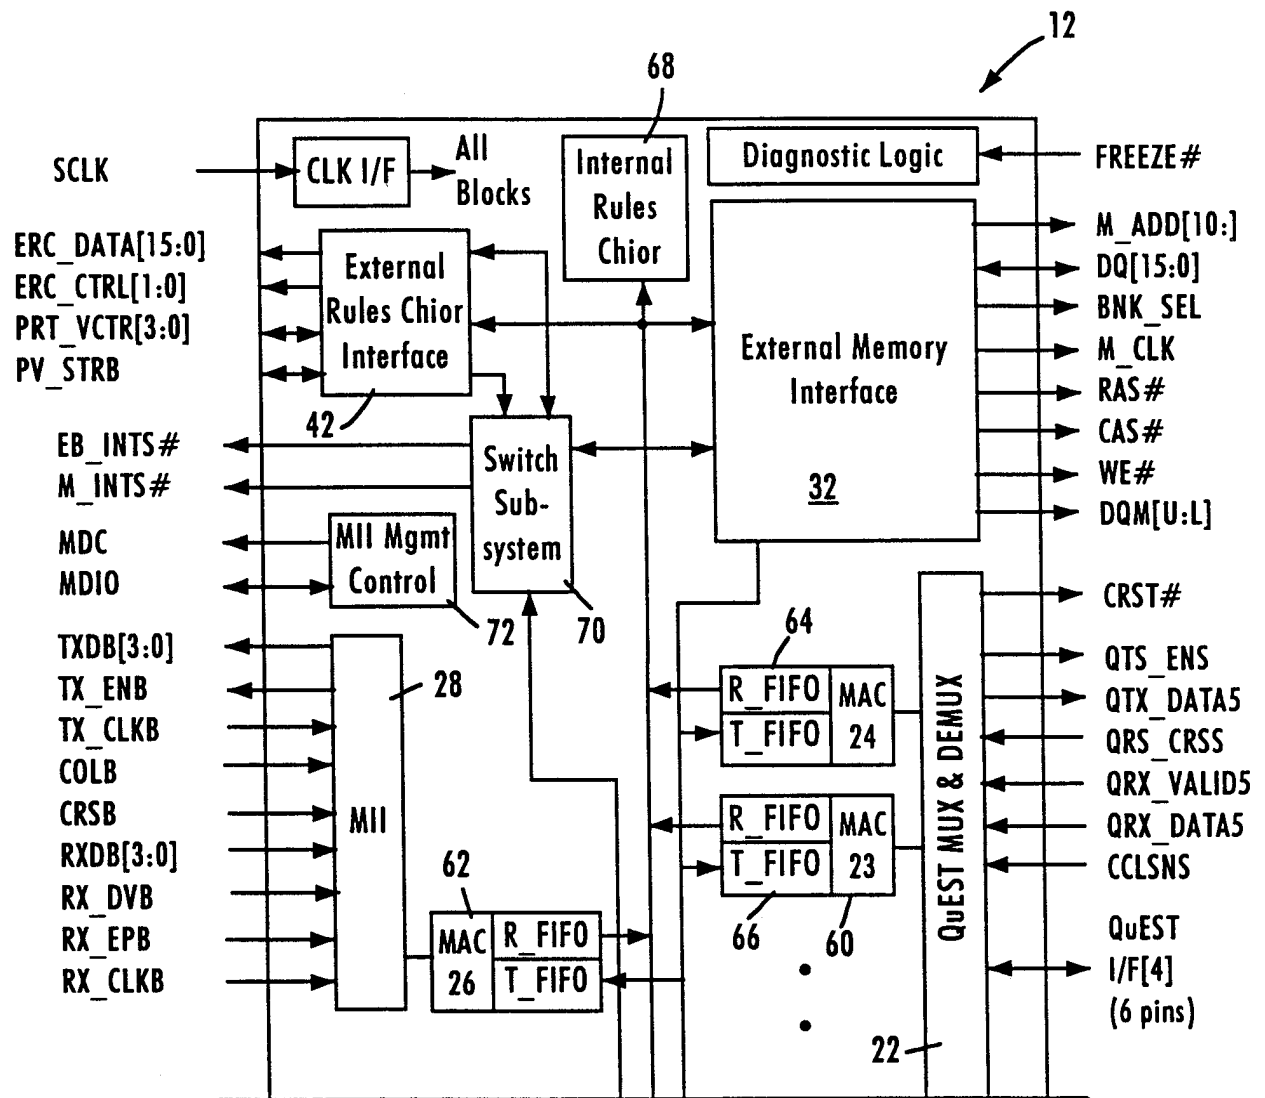 12
68
SCLK
CLK I/F
All
Blocks
Internal
Rules
Chior
Diagnostic Logic
FREEZE#
ERC_DATA[15:0]
ERC_CTRL[1:0]
PRT_VCTR[3:0]
PV_STRB
External
Rules Chior
Interface
42
External Memory
Interface
32
M_ADD[10:]
DQ[15:0]
BNK_SEL
M_CLK
RAS#
CAS#
WE#
DQM[U:L]
EB_INTS#
M_INTS#
Switch
Sub-
system
70
MDC
MDIO
MII Mgmt
Control
72
TXDB[3:0]
TX_ENB
TX_CLKB
COLB
CRSB
RXDB[3:0]
RX_DVB
RX_EPB
RX_CLKB
28
MII
62
MAC
26
R_FIFO
T_FIFO
64
R_FIFO
T_FIFO
MAC
24
R_FIFO
T_FIFO
MAC
23
66
60
QuEST MUX & DEMUX
22
CRST#
QTS_ENS
QTX_DATA5
QRS_CRSS
QRX_VALID5
QRX_DATA5
CCLSNS
QuEST
I/F[4]
(6 pins)